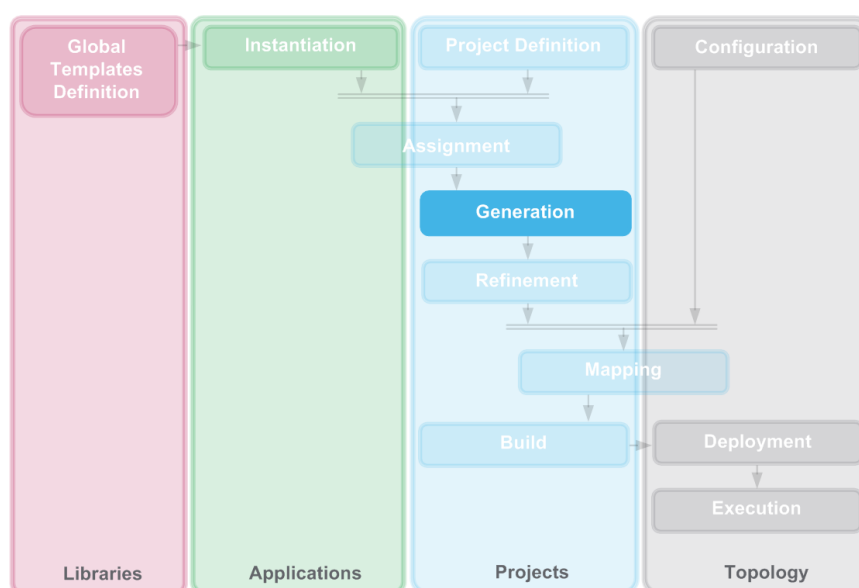 Global
Templates
Definition
Instantiation
Project Definition
Configuration
Assignment
Generation
Refinement
Mapping
Build
Deployment
Execution
Libraries
Applications
Projects
Topology